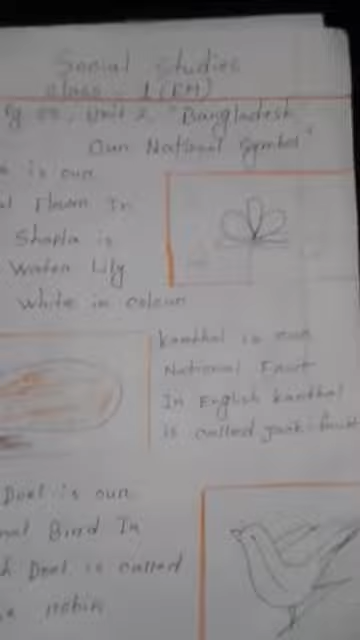 Social Studies
Class - 1 (EM)
Pg Unit 2, "Bangladesh
Our National Symbol"
is our
Flower In
Shapla is
Water Lily
White in colour
kanthal is our
National Fruit
In English kanthal
is called jack-fruit
Doel is our
Bird In
Doel is called
robin